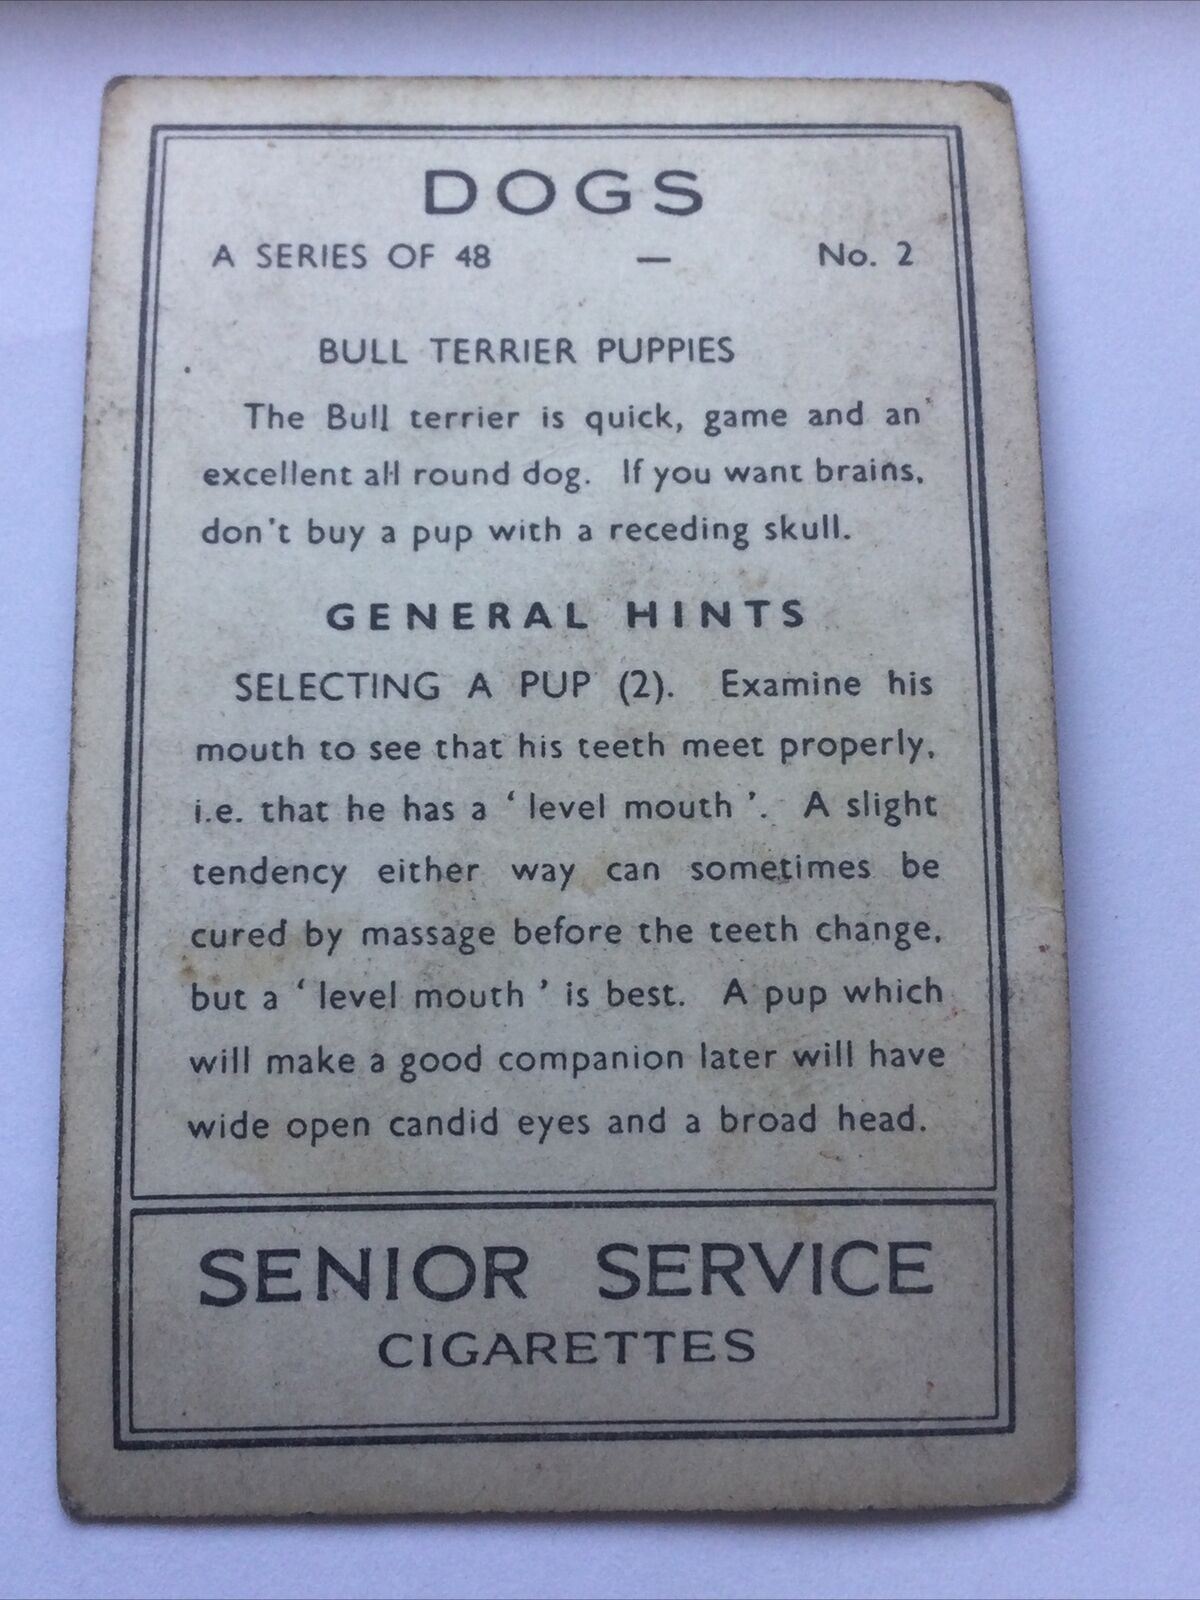 DOGS
A SERIES OF 48 — No. 2
BULL TERRIER PUPPIES
The Bull terrier is quick, game and an
excellent all round dog. If you want brains,
don't buy a pup with a receding skull.
GENERAL HINTS
SELECTING A PUP (2). Examine his
mouth to see that his teeth meet properly,
i.e. that he has a ‘ level mouth ’. A slight
tendency either way can sometimes be
cured by massage before the teeth change,
but a ‘ level mouth ’ is best. A pup which
will make a good companion later will have
wide open candid eyes and a broad head.
SENIOR SERVICE
CIGARETTES